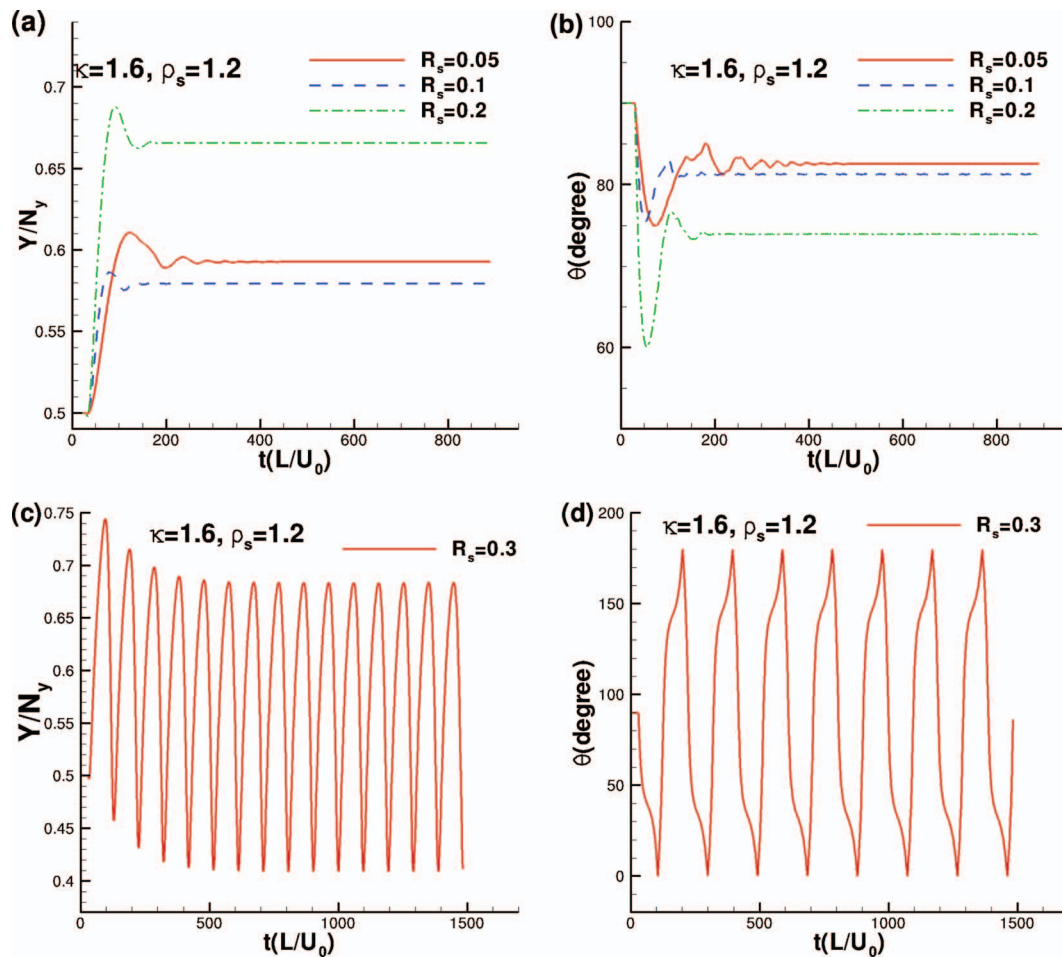 (a)
κ=1.6, ρs=1.2
Rs=0.05
Rs=0.1
Rs=0.2
Y/Ny
0.7
0.6
0.5
0 200 400 600 800
t(L/U0)
(b)
κ=1.6, ρs=1.2
Rs=0.05
Rs=0.1
Rs=0.2
θ(degree)
100
80
60
0 200 400 600 800
t(L/U0)
(c)
κ=1.6, ρs=1.2
Rs=0.3
Y/Ny
0.75
0.7
0.65
0.6
0.55
0.5
0.45
0.4
0 500 1000 1500
t(L/U0)
(d)
κ=1.6, ρs=1.2
Rs=0.3
θ(degree)
200
150
100
50
0
0 500 1000 1500
t(L/U0)